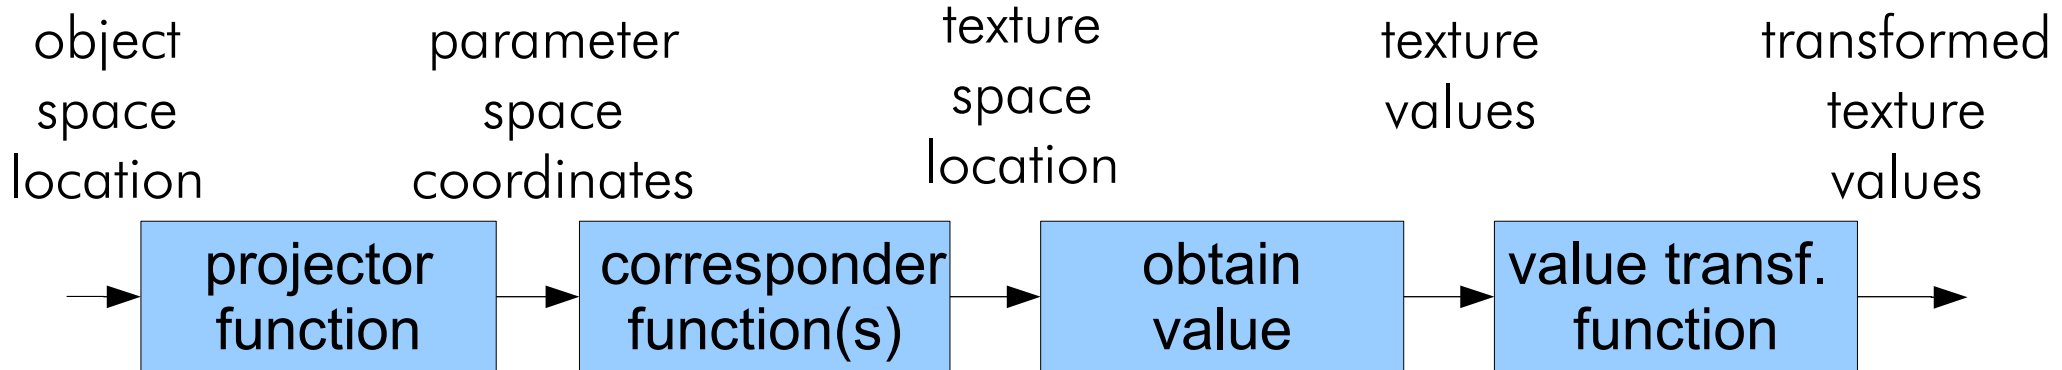 object
space
location
parameter
space
coordinates
texture
space
location
texture
values
transformed
texture
values
projector
function
corresponder
function(s)
obtain
value
value transf.
function